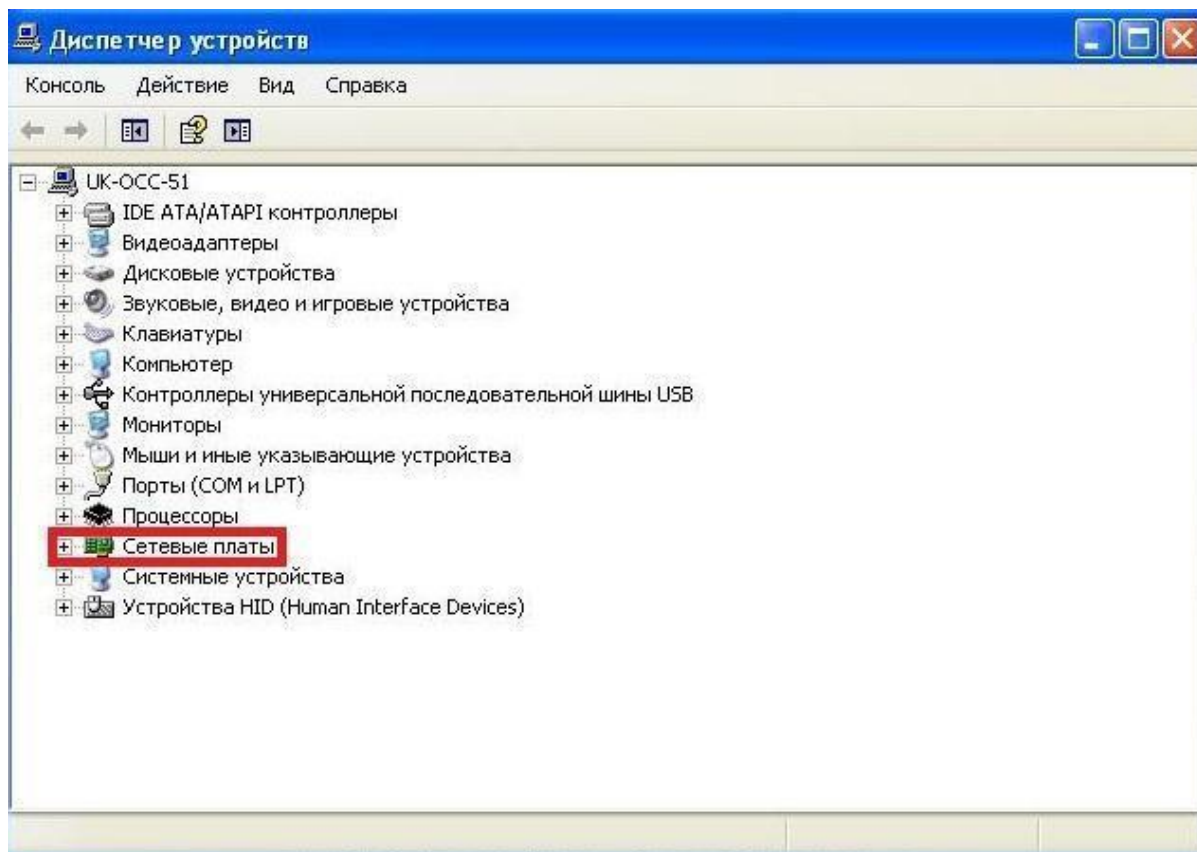 Диспетчер устройств
Консоль Действие Вид Справка
UK-OCC-51
IDE ATA/ATAPI контроллеры
Видеоадаптеры
Дисковые устройства
Звуковые, видео и игровые устройства
Клавиатуры
Компьютер
Контроллеры универсальной последовательной шины USB
Мониторы
Мыши и иные указывающие устройства
Порты (COM и LPT)
Процессоры
Сетевые платы
Системные устройства
Устройства HID (Human Interface Devices)